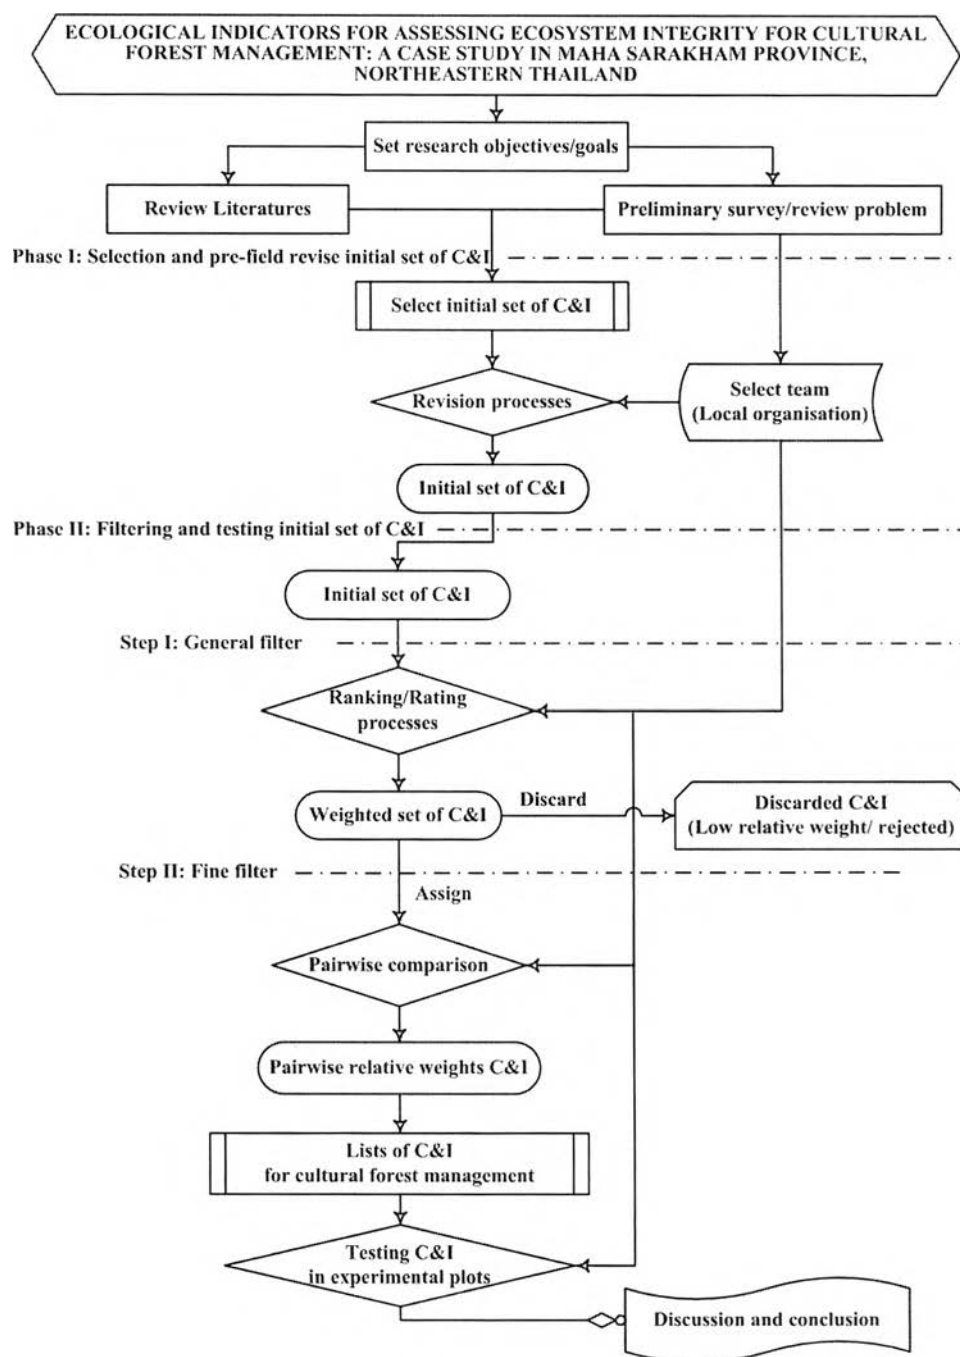 ECOLOGICAL INDICATORS FOR ASSESSING ECOSYSTEM INTEGRITY FOR CULTURAL
FOREST MANAGEMENT: A CASE STUDY IN MAHA SARAKHAM PROVINCE,
NORTHEASTERN THAILAND
Set research objectives/goals
Review Literatures
Preliminary survey/review problem
Phase I: Selection and pre-field revise initial set of C&I
Select initial set of C&I
Revision processes
Select team
(Local organisation)
Initial set of C&I
Phase II: Filtering and testing initial set of C&I
Initial set of C&I
Step I: General filter
Ranking/Rating
processes
Weighted set of C&I
Discard
Discarded C&I
(Low relative weight/ rejected)
Step II: Fine filter
Assign
Pairwise comparison
Pairwise relative weights C&I
Lists of C&I
for cultural forest management
Testing C&I
in experimental plots
Discussion and conclusion